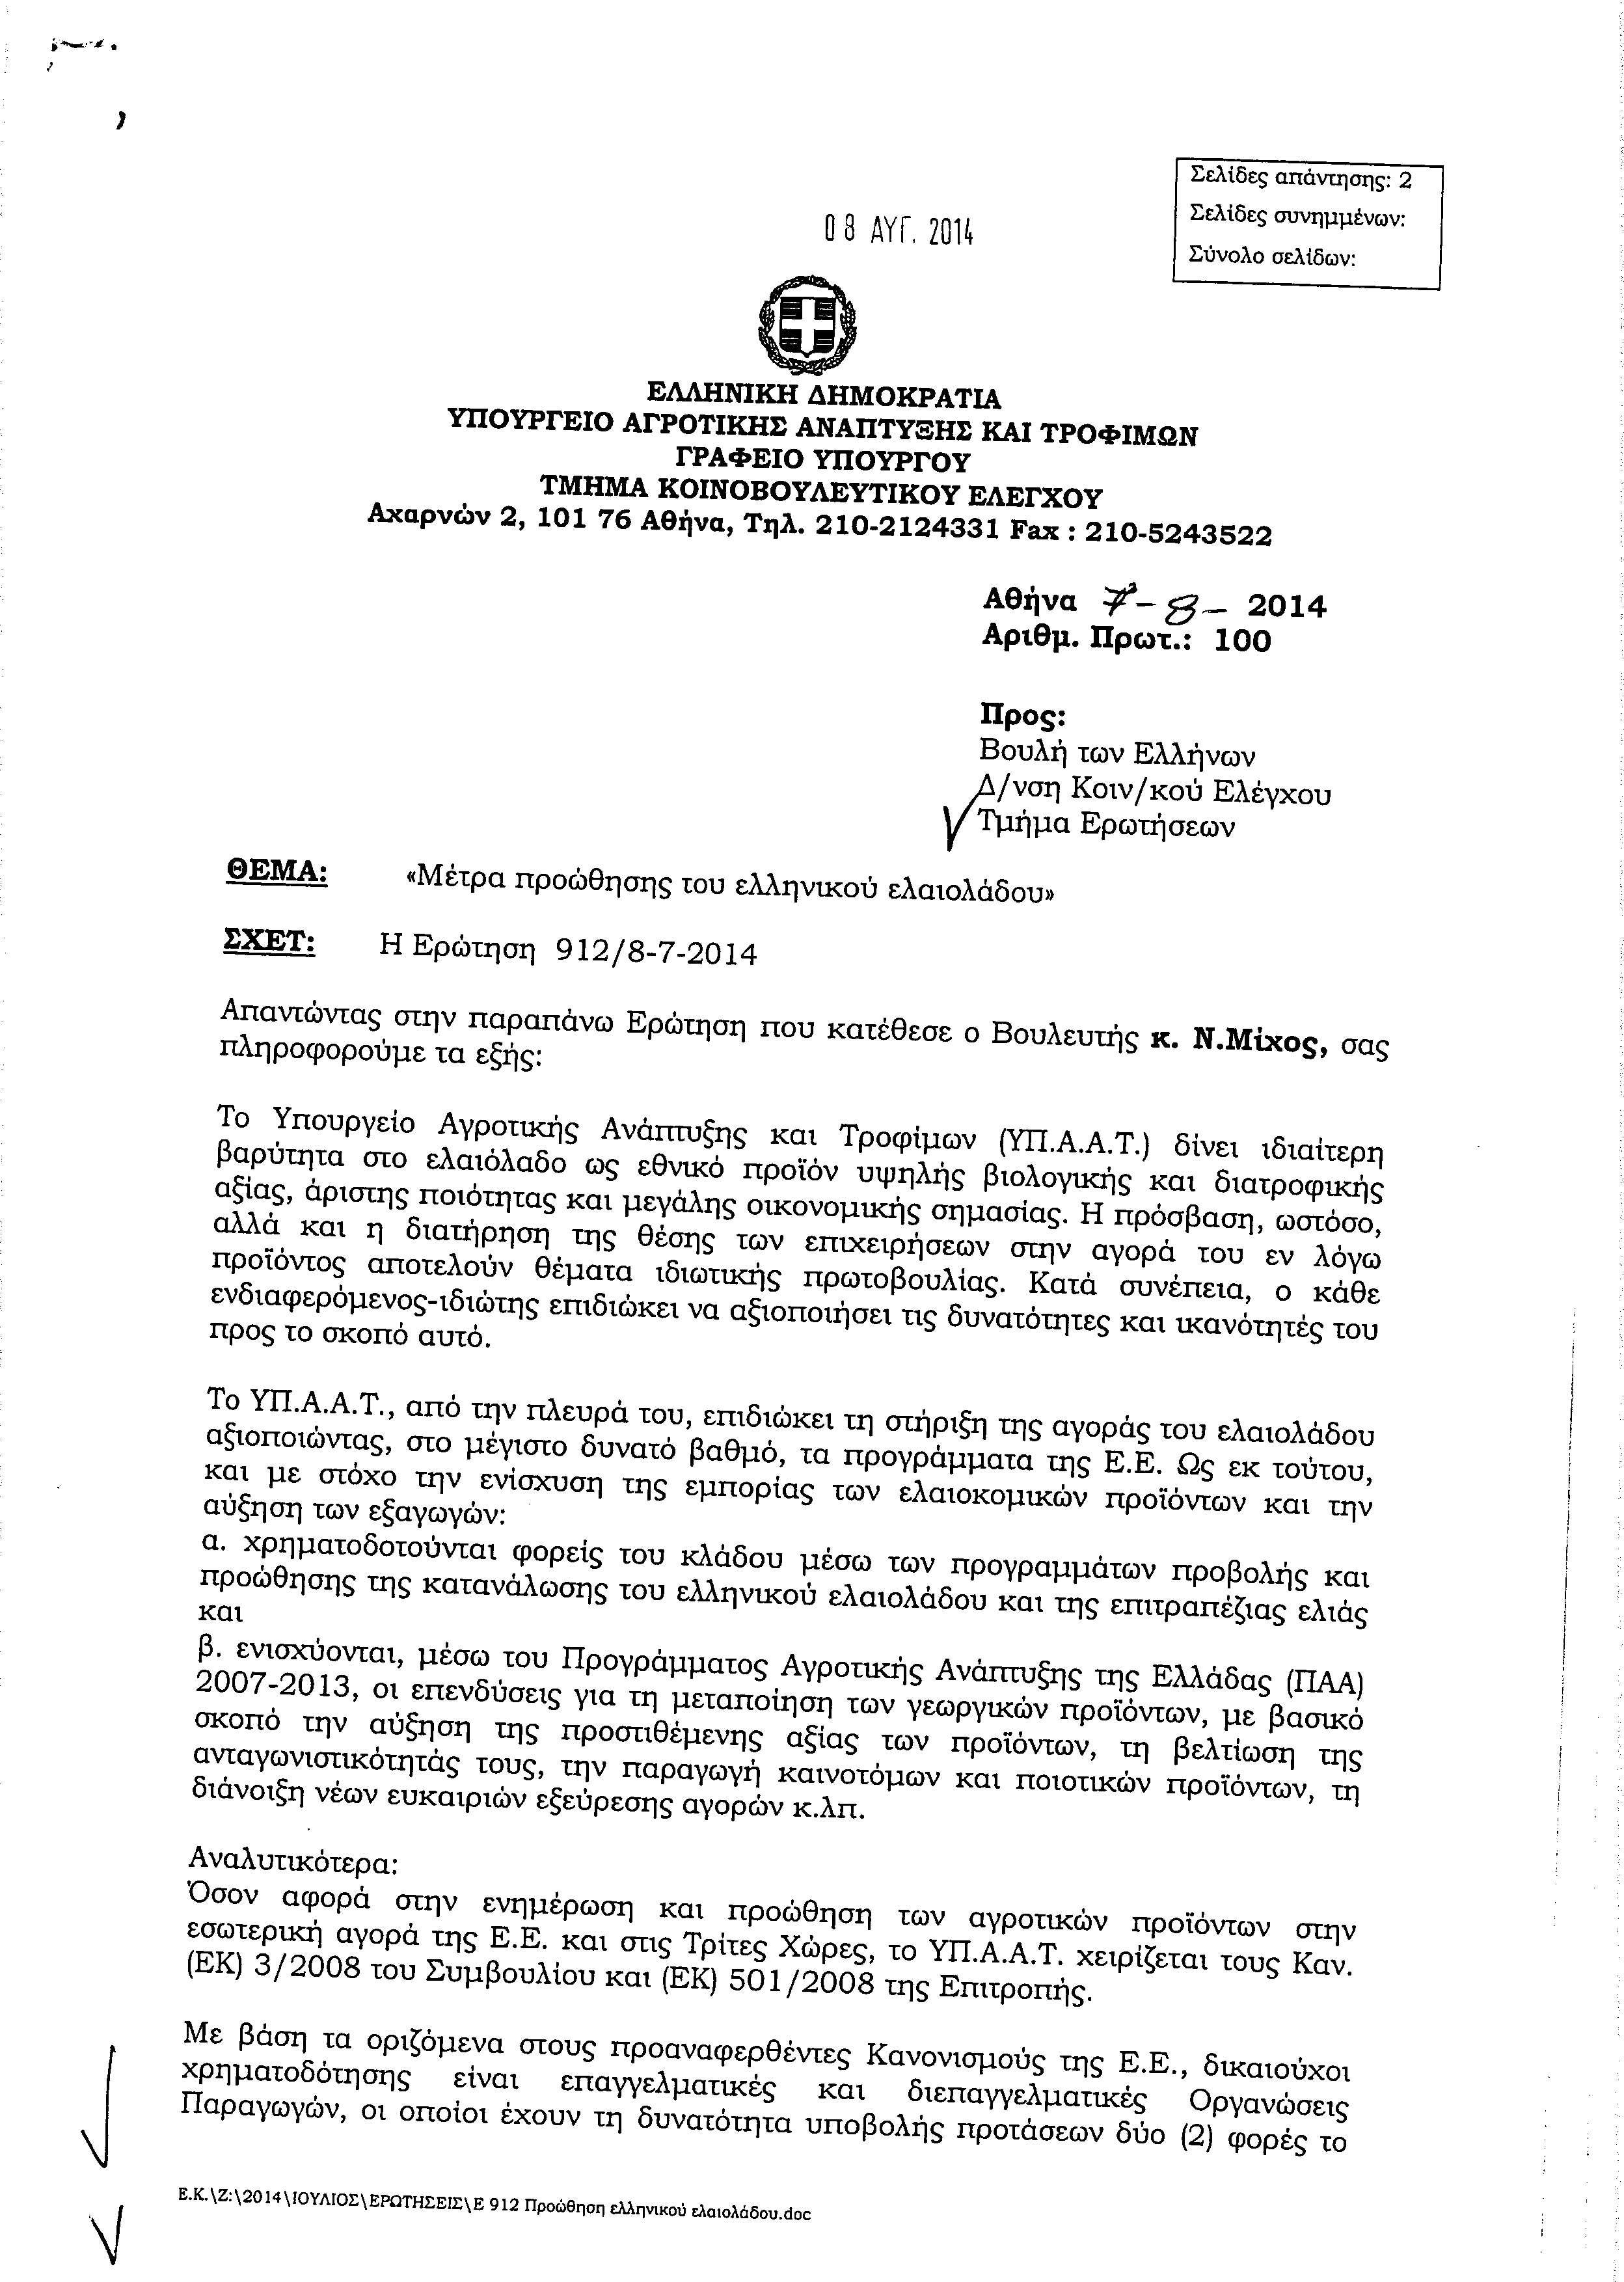 Σελίδες απάντησης: 2
Σελίδες συνημμένων:
Σύνολο σελίδων:
08 ΑΥΓ. 2014
ΕΛΛΗΝΙΚΗ ΔΗΜΟΚΡΑΤΙΑ
ΥΠΟΥΡΓΕΙΟ ΑΓΡΟΤΙΚΗΣ ΑΝΑΠΤΥΞΗΣ ΚΑΙ ΤΡΟΦΙΜΩΝ
ΓΡΑΦΕΙΟ ΥΠΟΥΡΓΟΥ
ΤΜΗΜΑ ΚΟΙΝΟΒΟΥΛΕΥΤΙΚΟΥ ΕΛΕΓΧΟΥ
Αχαρνών 2, 101 76 Αθήνα, Τηλ. 210-2124331 Fax : 210-5243522
Αθήνα 7-8- 2014
Αριθμ. Πρωτ.: 100
Προς:
Βουλή των Ελλήνων
Δ/νση Κοιν/κού Ελέγχου
Τμήμα Ερωτήσεων
ΘΕΜΑ: «Μέτρα προώθησης του ελληνικού ελαιολάδου»
ΣΧΕΤ: Η Ερώτηση 912/8-7-2014
Απαντώντας στην παραπάνω Ερώτηση που κατέθεσε ο Βουλευτής κ. Ν.Μίχος, σας
πληροφορούμε τα εξής:
Το Υπουργείο Αγροτικής Ανάπτυξης και Τροφίμων (ΥΠ.Α.Α.Τ.) δίνει ιδιαίτερη
βαρύτητα στο ελαιόλαδο ως εθνικό προϊόν υψηλής βιολογικής και διατροφικής
αξίας, άριστης ποιότητας και μεγάλης οικονομικής σημασίας. Η πρόσβαση, ωστόσο,
αλλά και η διατήρηση της θέσης των επιχειρήσεων στην αγορά του εν λόγω
προϊόντος αποτελούν θέματα ιδιωτικής πρωτοβουλίας. Κατά συνέπεια, ο κάθε
ενδιαφερόμενος-ιδιώτης επιδιώκει να αξιοποιήσει τις δυνατότητες και ικανότητές του
προς το σκοπό αυτό.
Το ΥΠ.Α.Α.Τ., από την πλευρά του, επιδιώκει τη στήριξη της αγοράς του ελαιολάδου
αξιοποιώντας, στο μέγιστο δυνατό βαθμό, τα προγράμματα της Ε.Ε. Ως εκ τούτου,
και με στόχο την ενίσχυση της εμπορίας των ελαιοκομικών προϊόντων και την
αύξηση των εξαγωγών:
α. χρηματοδοτούνται φορείς του κλάδου μέσω των προγραμμάτων προβολής και
προώθησης της κατανάλωσης του ελληνικού ελαιολάδου και της επιτραπέζιας ελιάς
και
β. ενισχύονται, μέσω του Προγράμματος Αγροτικής Ανάπτυξης της Ελλάδας (ΠΑΑ)
2007-2013, οι επενδύσεις για τη μεταποίηση των γεωργικών προϊόντων, με βασικό
σκοπό την αύξηση της προστιθέμενης αξίας των προϊόντων, τη βελτίωση της
ανταγωνιστικότητάς τους, την παραγωγή καινοτόμων και ποιοτικών προϊόντων, τη
διάνοιξη νέων ευκαιριών εξεύρεσης αγορών κ.λπ.
Αναλυτικότερα:
Όσον αφορά στην ενημέρωση και προώθηση των αγροτικών προϊόντων στην
εσωτερική αγορά της Ε.Ε. και στις Τρίτες Χώρες, το ΥΠ.Α.Α.Τ. χειρίζεται τους Καν.
(ΕΚ) 3/2008 του Συμβουλίου και (ΕΚ) 501/2008 της Επιτροπής.
Με βάση τα οριζόμενα στους προαναφερθέντες Κανονισμούς της Ε.Ε., δικαιούχοι
χρηματοδότησης είναι επαγγελματικές και διεπαγγελματικές Οργανώσεις
Παραγωγών, οι οποίοι έχουν τη δυνατότητα υποβολής προτάσεων δύο (2) φορές το
Ε.Κ.\Ζ:\2014\ΙΟΥΛΙΟΣ\ΕΡΩΤΗΣΕΙΣ\Ε 912 Προώθηση ελληνικού ελαιολάδου.doc